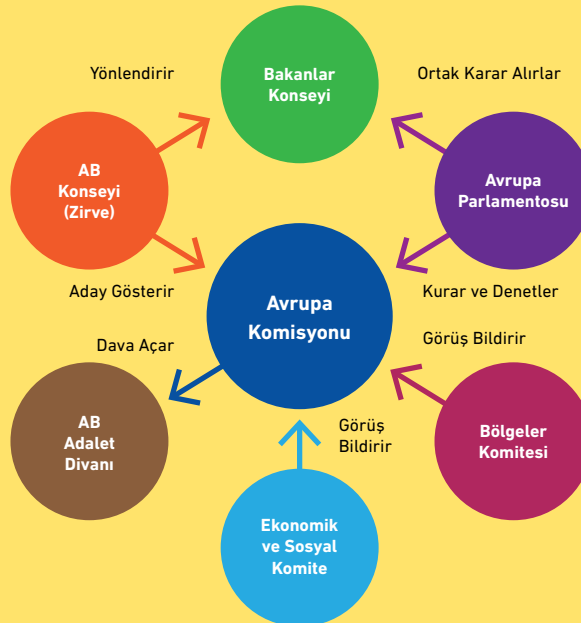 Yönlendirir
Bakanlar
Konseyi
Ortak Karar Alırlar
AB
Konseyi
(Zirve)
Avrupa
Parlamentosu
Aday Gösterir
Avrupa
Komisyonu
Kurar ve Denetler
Dava Açar
Görüş Bildirir
AB
Adalet
Divanı
Görüş
Bildirir
Bölgeler
Komitesi
Ekonomik
ve Sosyal
Komite